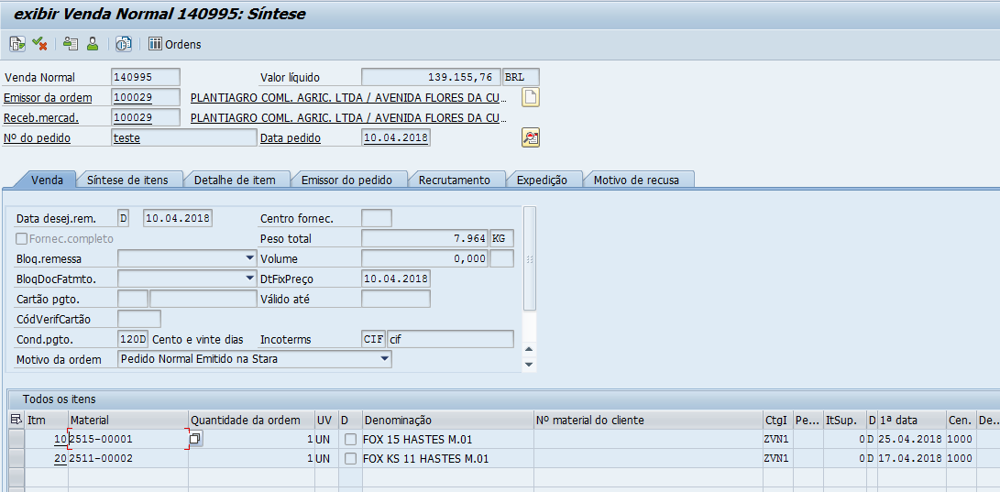 exibir Venda Normal 140995: Síntese
Ordens
Venda Normal 140995 Valor líquido 139.155,76 BRL
Emissor da ordem 100029 PLANTIAGRO COML. AGRIC. LTDA / AVENIDA FLORES DA CU...
Receb.mercad. 100029 PLANTIAGRO COML. AGRIC. LTDA / AVENIDA FLORES DA CU...
Nº do pedido teste Data pedido 10.04.2018
Venda Síntese de itens Detalhe de item Emissor do pedido Recrutamento Expedição Motivo de recusa
Data desej.rem. D 10.04.2018 Centro fornec.
Fornec.completo Peso total 7.964 KG
Bloq.remessa Volume 0,000
BloqDocFatmto. DtFixPreço 10.04.2018
Cartão pgto. Válido até
CódVerifCartão
Cond.pgto. 120D Cento e vinte dias Incoterms CIF cif
Motivo da ordem Pedido Normal Emitido na Stara
Todos os itens
Itm Material Quantidade da ordem UV D Denominação Nº material do cliente CtgI Pe... ItSup. D 1ª data Cen. De...
10 2515-00001 1 UN FOX 15 HASTES M.01 ZVN1 0 D 25.04.2018 1000
20 2511-00002 1 UN FOX KS 11 HASTES M.01 ZVN1 0 D 17.04.2018 1000